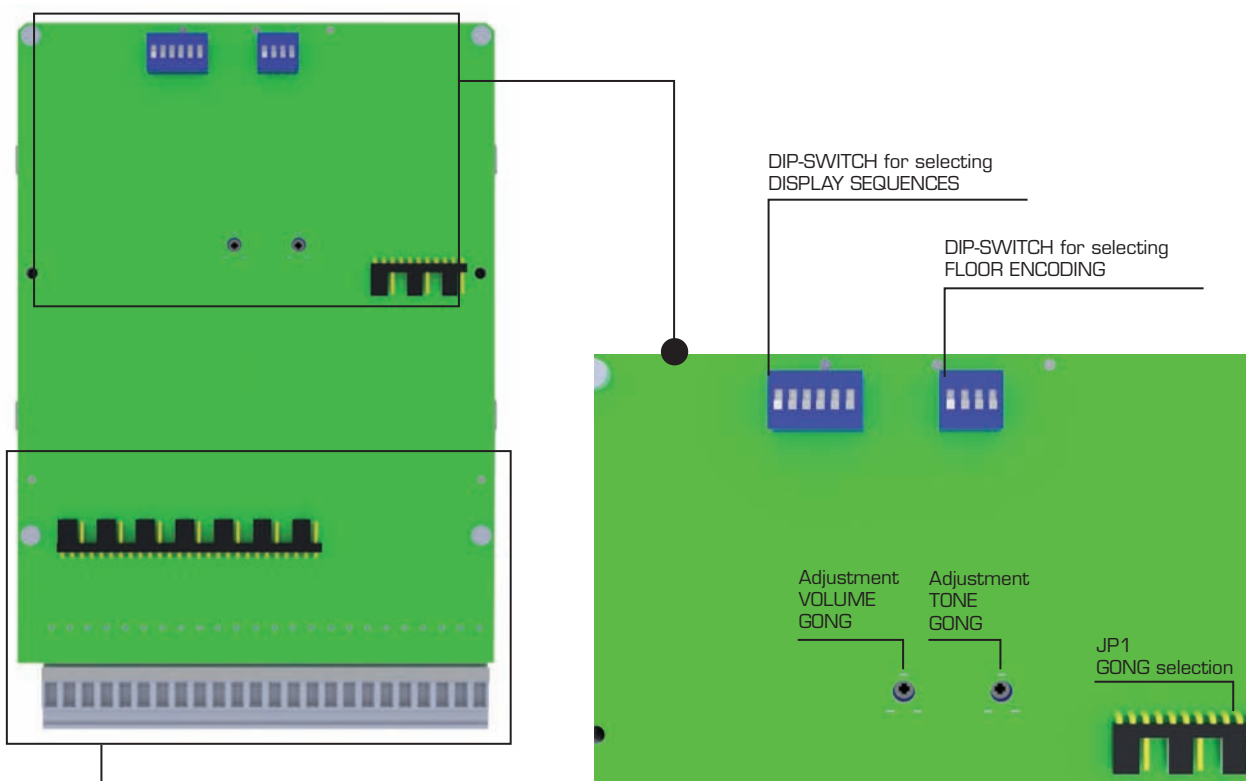 DIP-SWITCH for selecting
DISPLAY SEQUENCES
DIP-SWITCH for selecting
FLOOR ENCODING
Adjustment
VOLUME
GONG
Adjustment
TONE
GONG
JP1
GONG selection